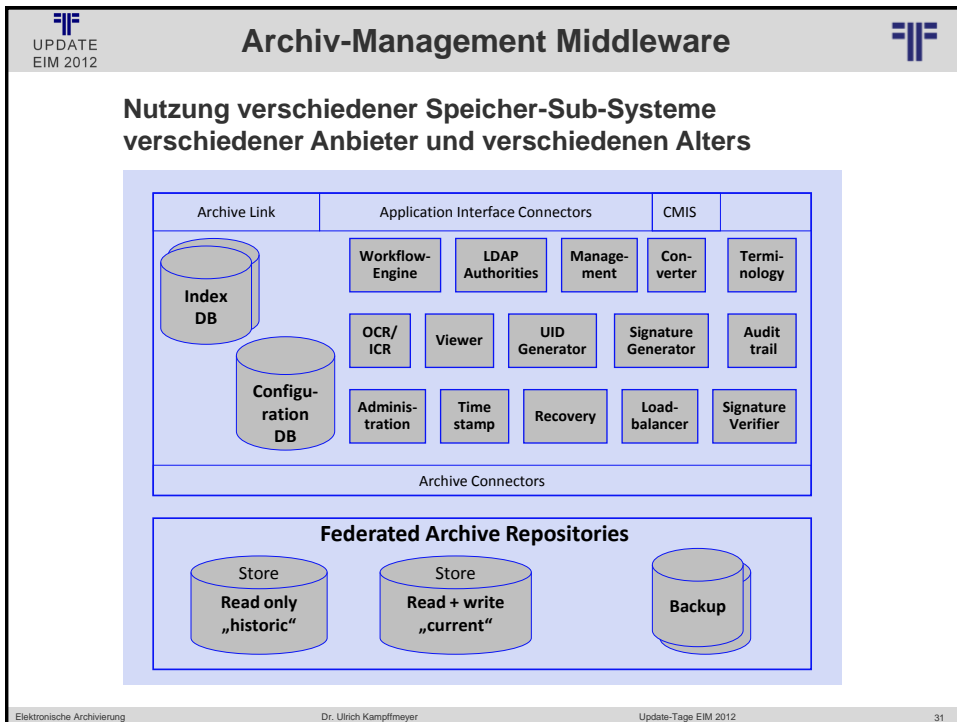 UPDATE
EIM 2012
Archiv-Management Middleware
Nutzung verschiedener Speicher-Sub-Systeme
verschiedener Anbieter und verschiedenen Alters
Archive Link
Application Interface Connectors
CMIS
Index
DB
Configu-
ration
DB
Workflow-
Engine
LDAP
Authorities
Manage-
ment
Con-
verter
Termi-
nology
OCR/
ICR
Viewer
UID
Generator
Signature
Generator
Audit
trail
Adminis-
tration
Time
stamp
Recovery
Load-
balancer
Signature
Verifier
Archive Connectors
Federated Archive Repositories
Store
Read only
„historic“
Store
Read + write
„current“
Backup
Elektronische Archivierung
Dr. Ulrich Kampffmeyer
Update-Tage EIM 2012
31